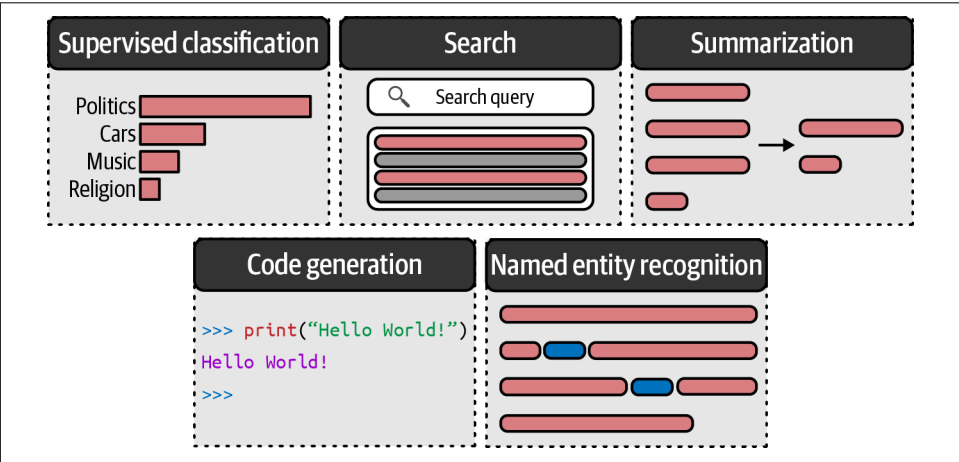 Supervised classification
Politics
Cars
Music
Religion
Search
Search query
Summarization
Code generation
>>> print(“Hello World!”)
Hello World!
>>>
Named entity recognition